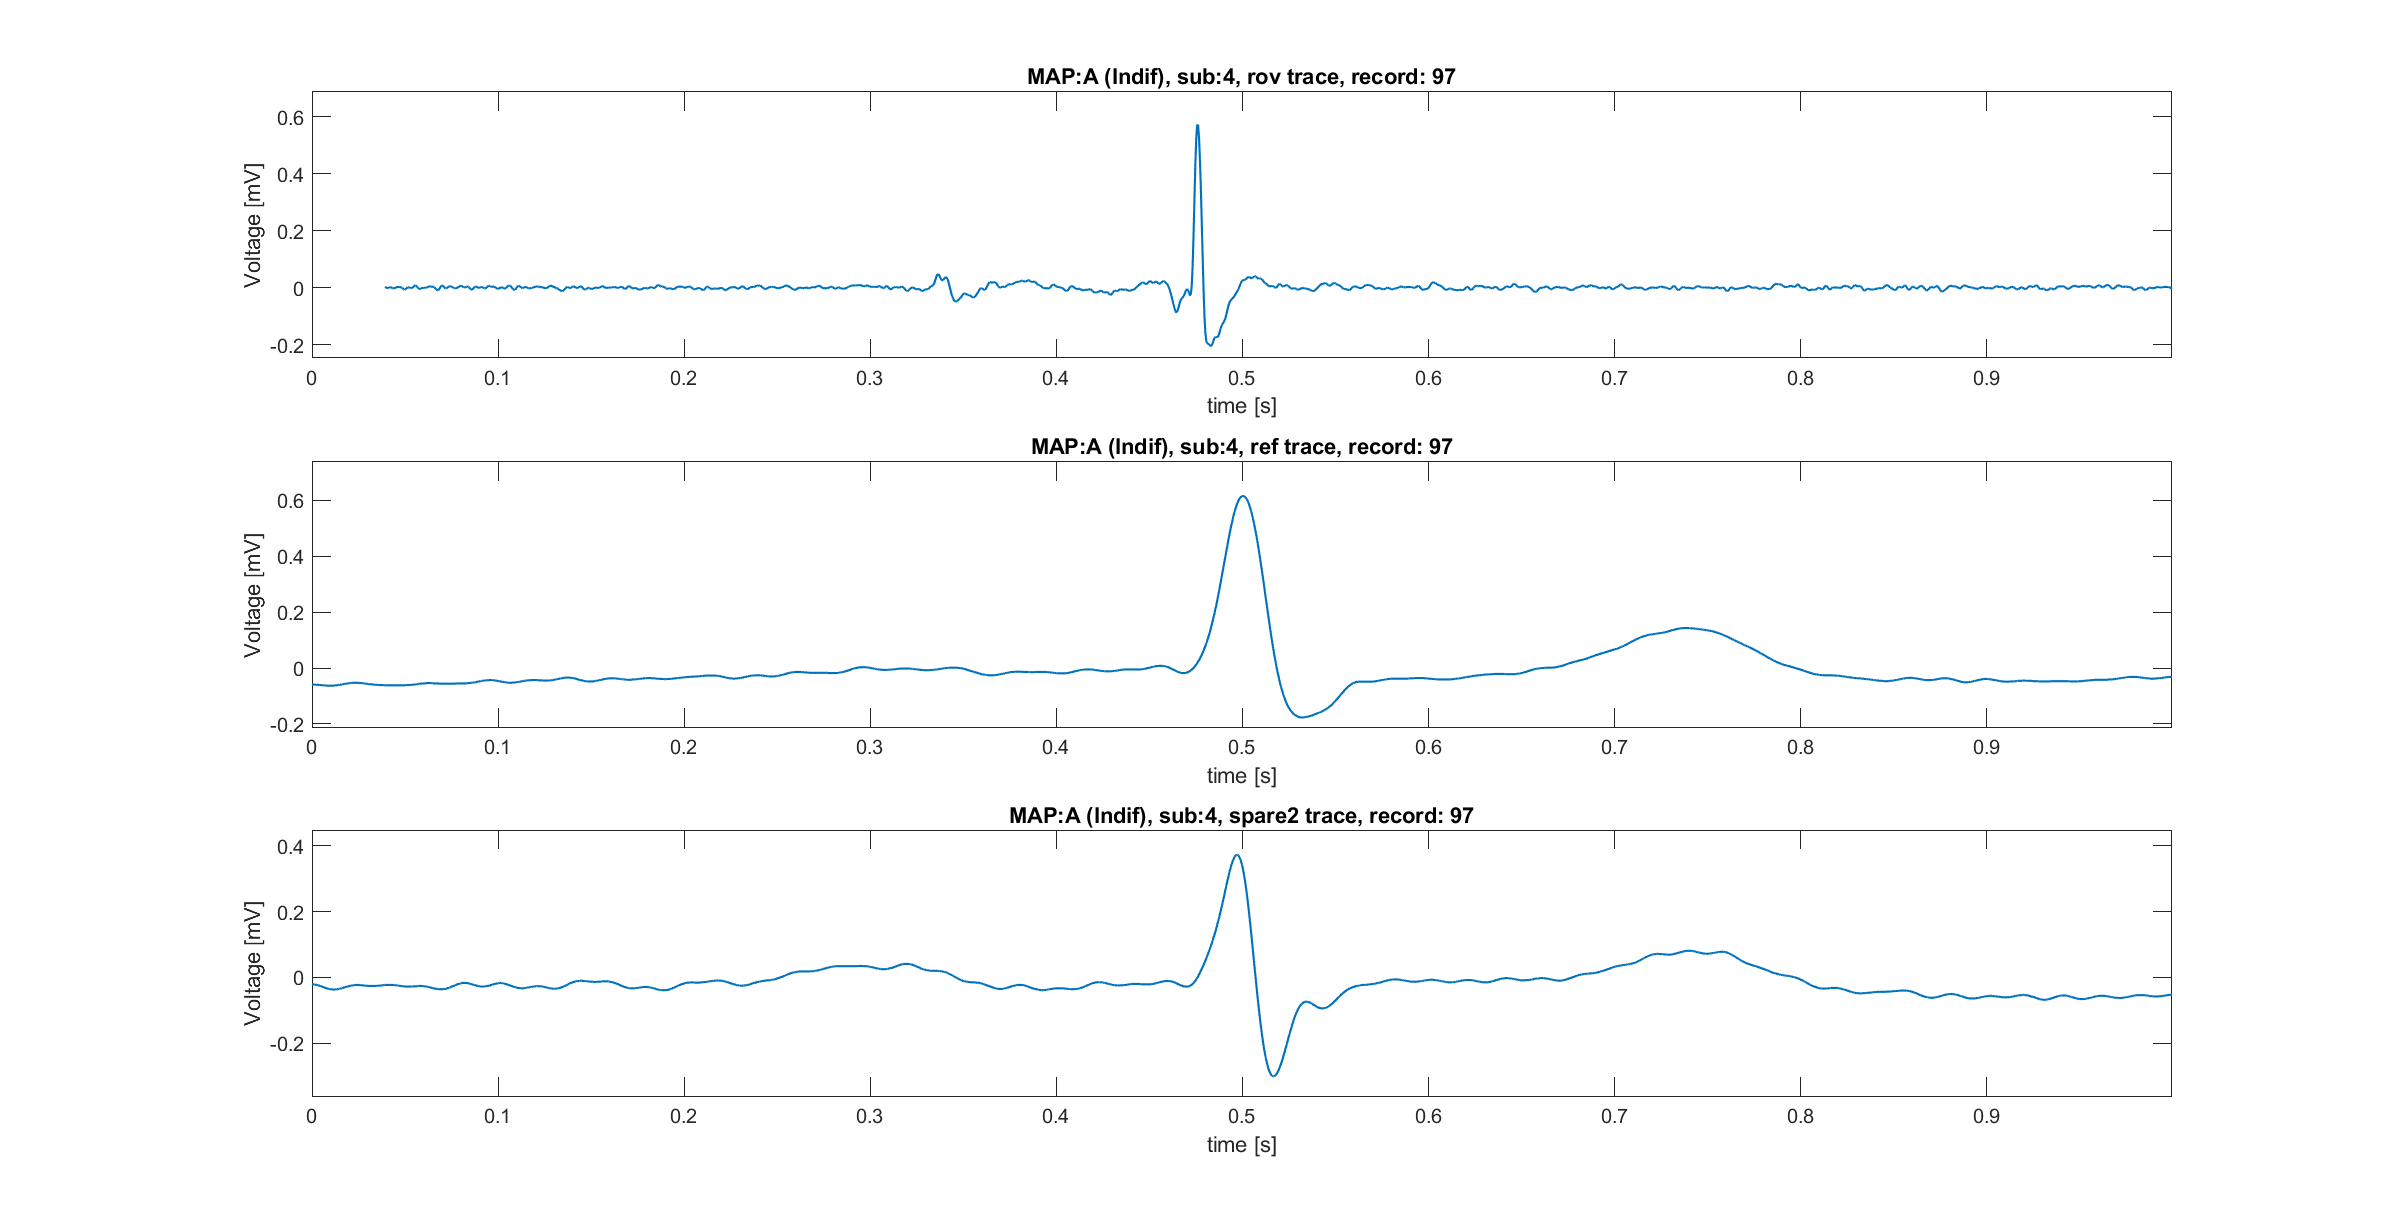 MAP:A (Indif), sub:4, rov trace, record: 97
Voltage [mV]
0.6
0.4
0.2
0
-0.2
0 0.1 0.2 0.3 0.4 0.5 0.6 0.7 0.8 0.9
time [s]
MAP:A (Indif), sub:4, ref trace, record: 97
Voltage [mV]
0.6
0.4
0.2
0
-0.2
0 0.1 0.2 0.3 0.4 0.5 0.6 0.7 0.8 0.9
time [s]
MAP:A (Indif), sub:4, spare2 trace, record: 97
Voltage [mV]
0.4
0.2
0
-0.2
0 0.1 0.2 0.3 0.4 0.5 0.6 0.7 0.8 0.9
time [s]